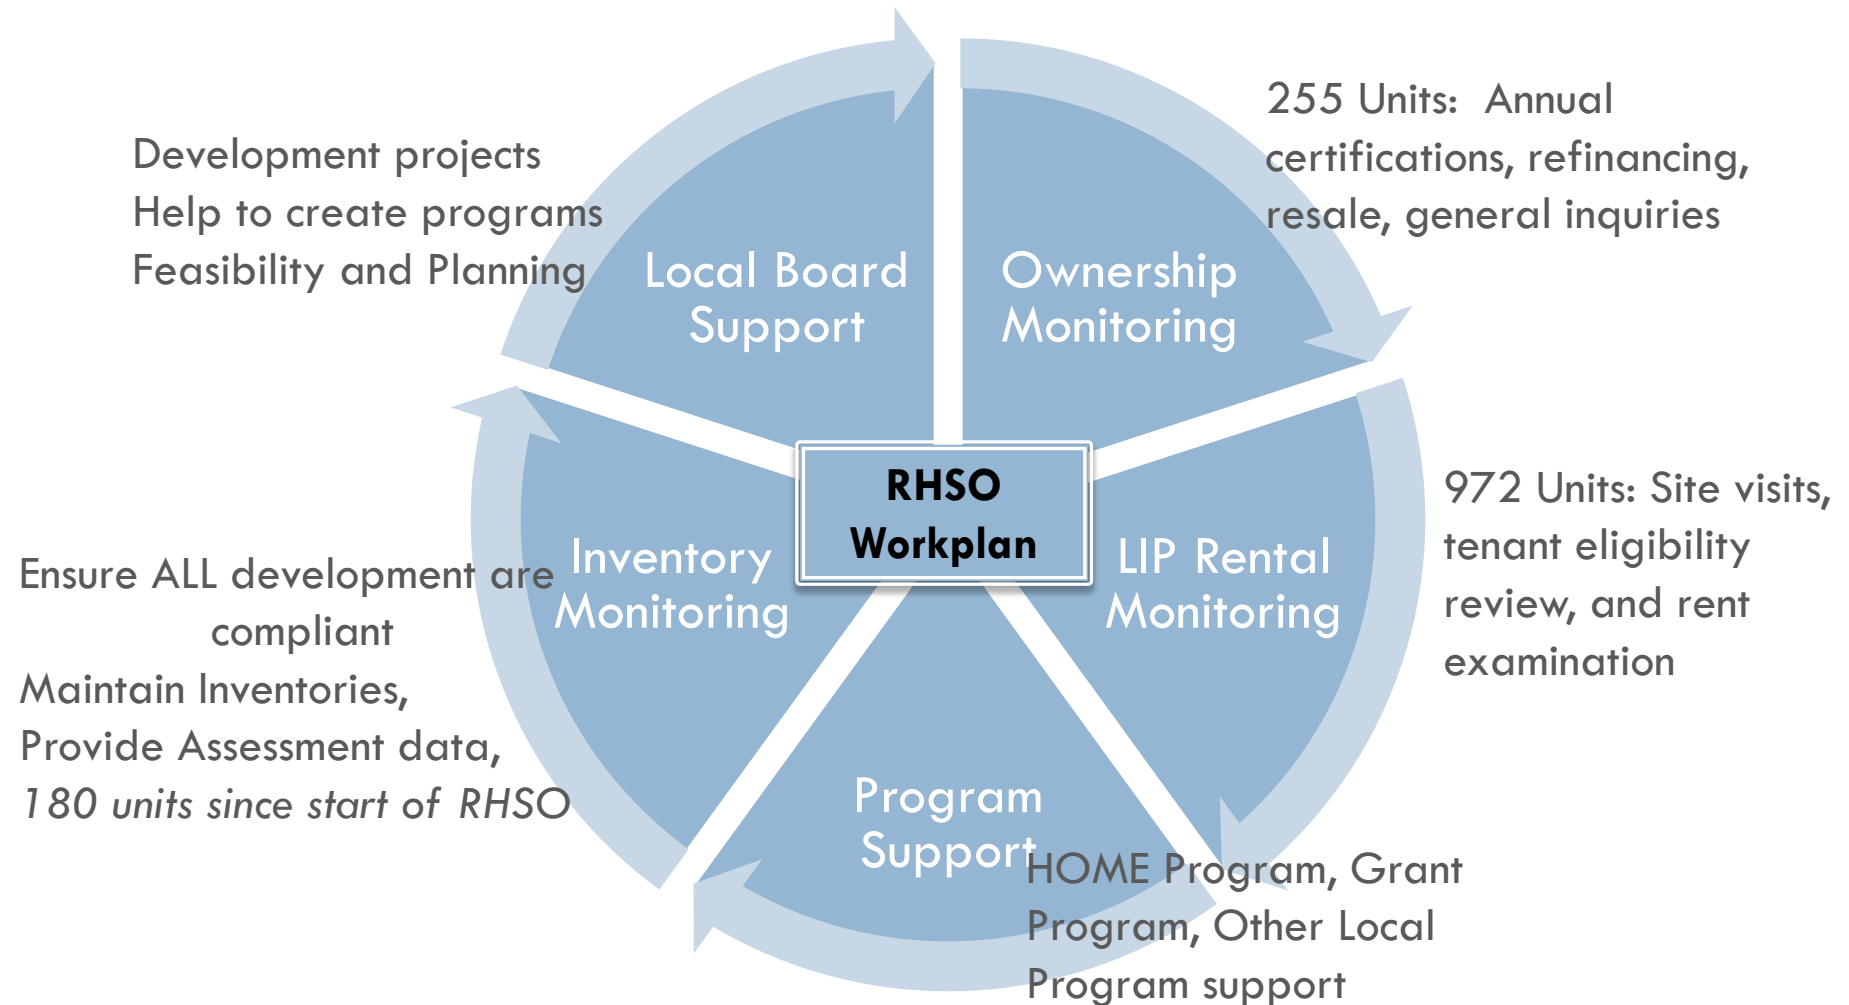 Development projects
Help to create programs
Feasibility and Planning
Local Board
Support
Ownership
Monitoring
255 Units:  Annual
certifications, refinancing,
resale, general inquiries
RHSO
Workplan
LIP Rental
Monitoring
972 Units: Site visits,
tenant eligibility
review, and rent
examination
Inventory
Monitoring
Ensure ALL development are
compliant
Maintain Inventories,
Provide Assessment data,
180 units since start of RHSO
Program
Support
HOME Program, Grant
Program, Other Local
Program support